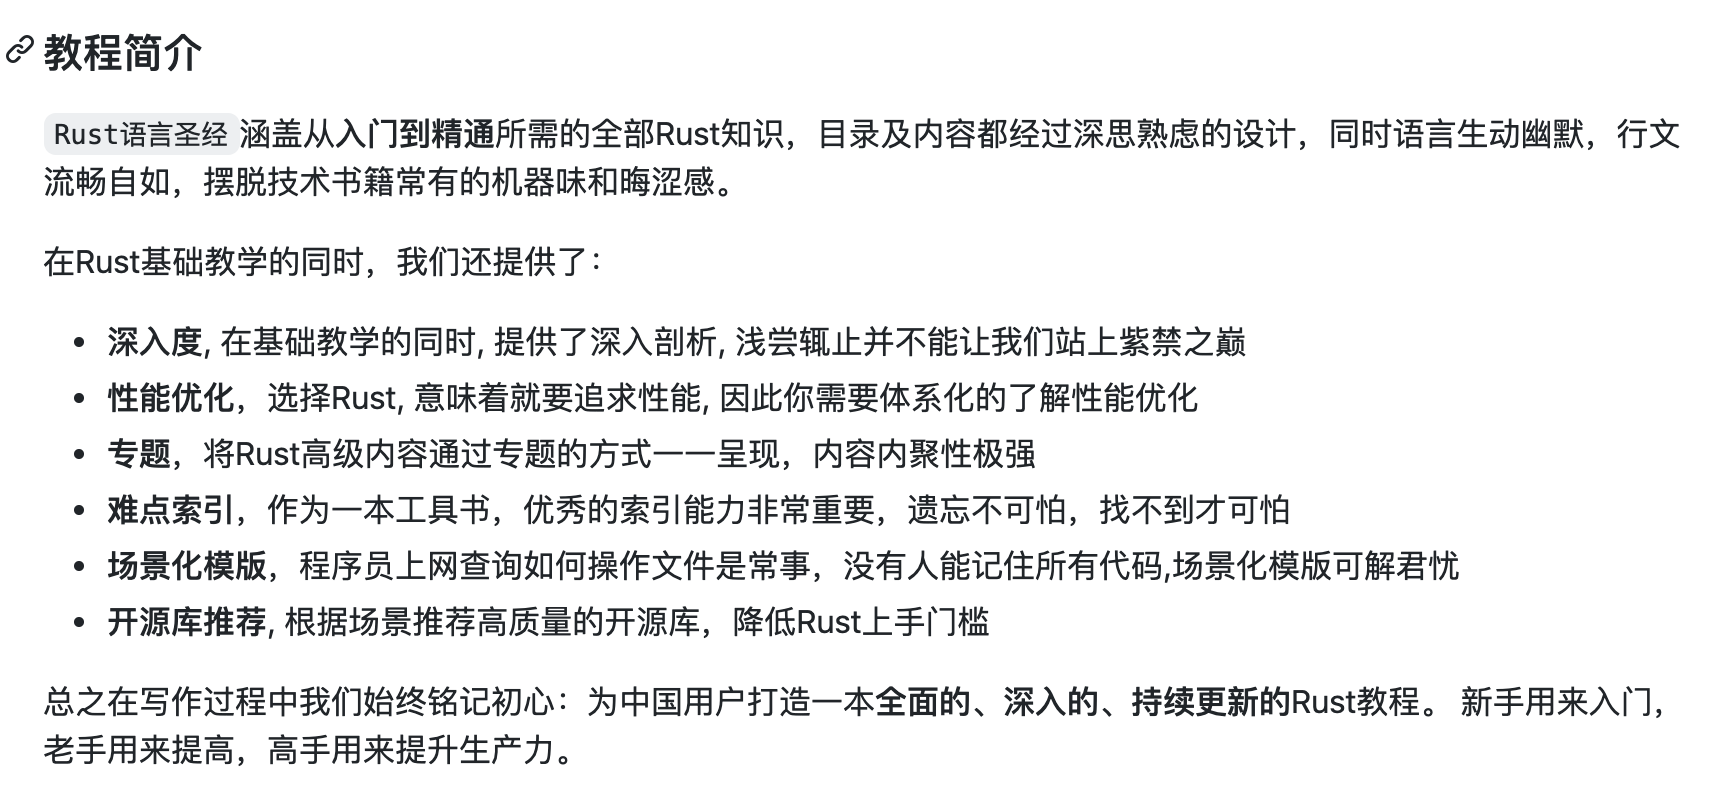 教程简介
Rust语言圣经涵盖从入门到精通所需的全部Rust知识，目录及内容都经过深思熟虑的设计，同时语言生动幽默，行文
流畅自如，摆脱技术书籍常有的机器味和晦涩感。
在Rust基础教学的同时，我们还提供了：
深入度, 在基础教学的同时, 提供了深入剖析, 浅尝辄止并不能让我们站上紫禁之巅
性能优化，选择Rust, 意味着就要追求性能, 因此你需要体系化的了解性能优化
专题，将Rust高级内容通过专题的方式一一呈现，内容内聚性极强
难点索引，作为一本工具书，优秀的索引能力非常重要，遗忘不可怕，找不到才可怕
场景化模版，程序员上网查询如何操作文件是常事，没有人能记住所有代码,场景化模版可解君忧
开源库推荐, 根据场景推荐高质量的开源库，降低Rust上手门槛
总之在写作过程中我们始终铭记初心：为中国用户打造一本全面的、深入的、持续更新的Rust教程。 新手用来入门，
老手用来提高，高手用来提升生产力。